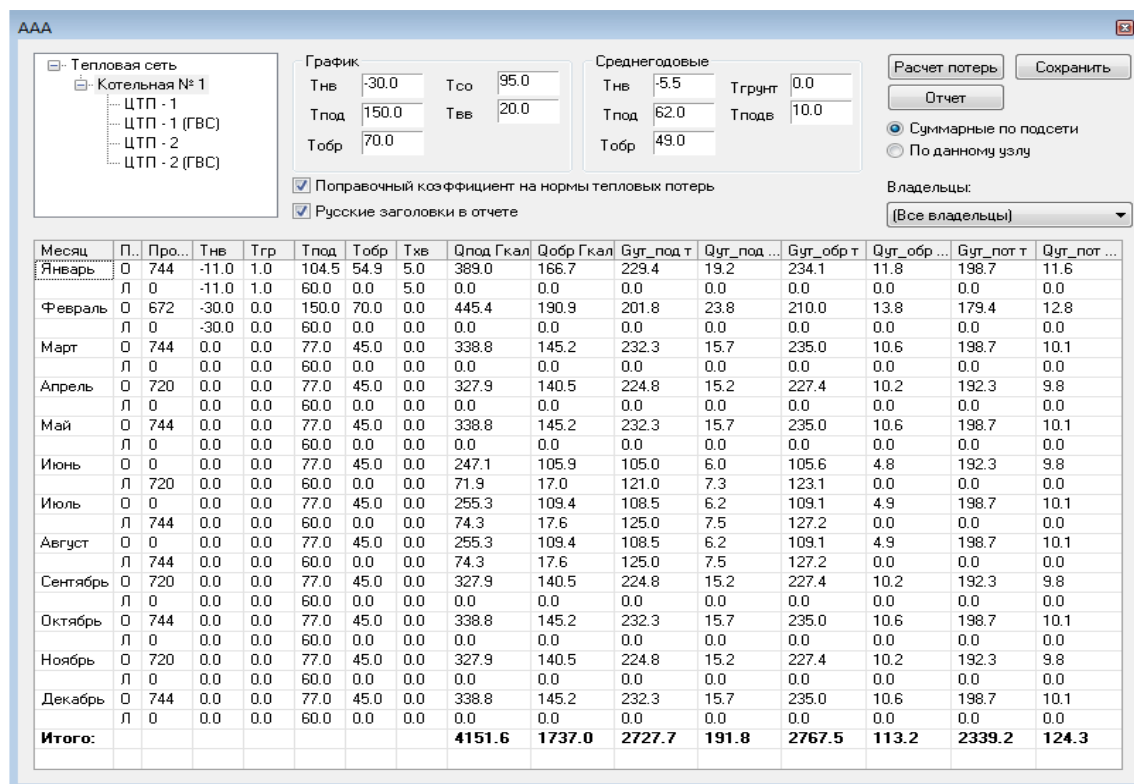 AAA
Тепловая сеть
Котельная № 1
ЦТП - 1
ЦТП - 1 (ГВС)
ЦТП - 2
ЦТП - 2 (ГВС)
График
Тнв -30.0 Тсо 95.0
Тпод 150.0 Твв 20.0
Тобр 70.0
Среднегодовые
Тнв -5.5 Тгрунт 0.0
Тпод 62.0 Тподв 10.0
Тобр 49.0
Расчет потерь Сохранить
Отчет
Суммарные по подсети
По данному узлу
Поправочный коэффициент на нормы тепловых потерь
Русские заголовки в отчете
Владельцы:
(Все владельцы)
Месяц П.. Про... Тнв Тгр Тпод Тобр Тхв Qпод Гкал Qобр Гкал Gут_под т Qут_под ... Gут_обр т Qут_обр ... Gут_пот т Qут_пот ...
Январь О 744 -11.0 1.0 104.5 54.9 5.0 389.0 166.7 229.4 19.2 234.1 11.8 198.7 11.6
Л 0 -11.0 1.0 60.0 0.0 5.0 0.0 0.0 0.0 0.0 0.0 0.0 0.0 0.0
Февраль О 672 -30.0 0.0 150.0 70.0 0.0 445.4 190.9 201.8 23.8 210.0 13.8 179.4 12.8
Л 0 -30.0 0.0 60.0 0.0 0.0 0.0 0.0 0.0 0.0 0.0 0.0 0.0 0.0
Март О 744 0.0 0.0 77.0 45.0 0.0 338.8 145.2 232.3 15.7 235.0 10.6 198.7 10.1
Л 0 0.0 0.0 60.0 0.0 0.0 0.0 0.0 0.0 0.0 0.0 0.0 0.0 0.0
Апрель О 720 0.0 0.0 77.0 45.0 0.0 327.9 140.5 224.8 15.2 227.4 10.2 192.3 9.8
Л 0 0.0 0.0 60.0 0.0 0.0 0.0 0.0 0.0 0.0 0.0 0.0 0.0 0.0
Май О 744 0.0 0.0 77.0 45.0 0.0 338.8 145.2 232.3 15.7 235.0 10.6 198.7 10.1
Л 0 0.0 0.0 60.0 0.0 0.0 0.0 0.0 0.0 0.0 0.0 0.0 0.0 0.0
Июнь О 0 0.0 0.0 77.0 45.0 0.0 247.1 105.9 105.0 6.0 105.6 4.8 192.3 9.8
Л 720 0.0 0.0 60.0 0.0 0.0 71.9 17.0 121.0 7.3 123.1 0.0 0.0 0.0
Июль О 0 0.0 0.0 77.0 45.0 0.0 255.3 109.4 108.5 6.2 109.1 4.9 198.7 10.1
Л 744 0.0 0.0 60.0 0.0 0.0 74.3 17.6 125.0 7.5 127.2 0.0 0.0 0.0
Август О 0 0.0 0.0 77.0 45.0 0.0 255.3 109.4 108.5 6.2 109.1 4.9 198.7 10.1
Л 744 0.0 0.0 60.0 0.0 0.0 74.3 17.6 125.0 7.5 127.2 0.0 0.0 0.0
Сентябрь О 720 0.0 0.0 77.0 45.0 0.0 327.9 140.5 224.8 15.2 227.4 10.2 192.3 9.8
Л 0 0.0 0.0 60.0 0.0 0.0 0.0 0.0 0.0 0.0 0.0 0.0 0.0 0.0
Октябрь О 744 0.0 0.0 77.0 45.0 0.0 338.8 145.2 232.3 15.7 235.0 10.6 198.7 10.1
Л 0 0.0 0.0 60.0 0.0 0.0 0.0 0.0 0.0 0.0 0.0 0.0 0.0 0.0
Ноябрь О 720 0.0 0.0 77.0 45.0 0.0 327.9 140.5 224.8 15.2 227.4 10.2 192.3 9.8
Л 0 0.0 0.0 60.0 0.0 0.0 0.0 0.0 0.0 0.0 0.0 0.0 0.0 0.0
Декабрь О 744 0.0 0.0 77.0 45.0 0.0 338.8 145.2 232.3 15.7 235.0 10.6 198.7 10.1
Л 0 0.0 0.0 60.0 0.0 0.0 0.0 0.0 0.0 0.0 0.0 0.0 0.0 0.0
Итого: 4151.6 1737.0 2727.7 191.8 2767.5 113.2 2339.2 124.3